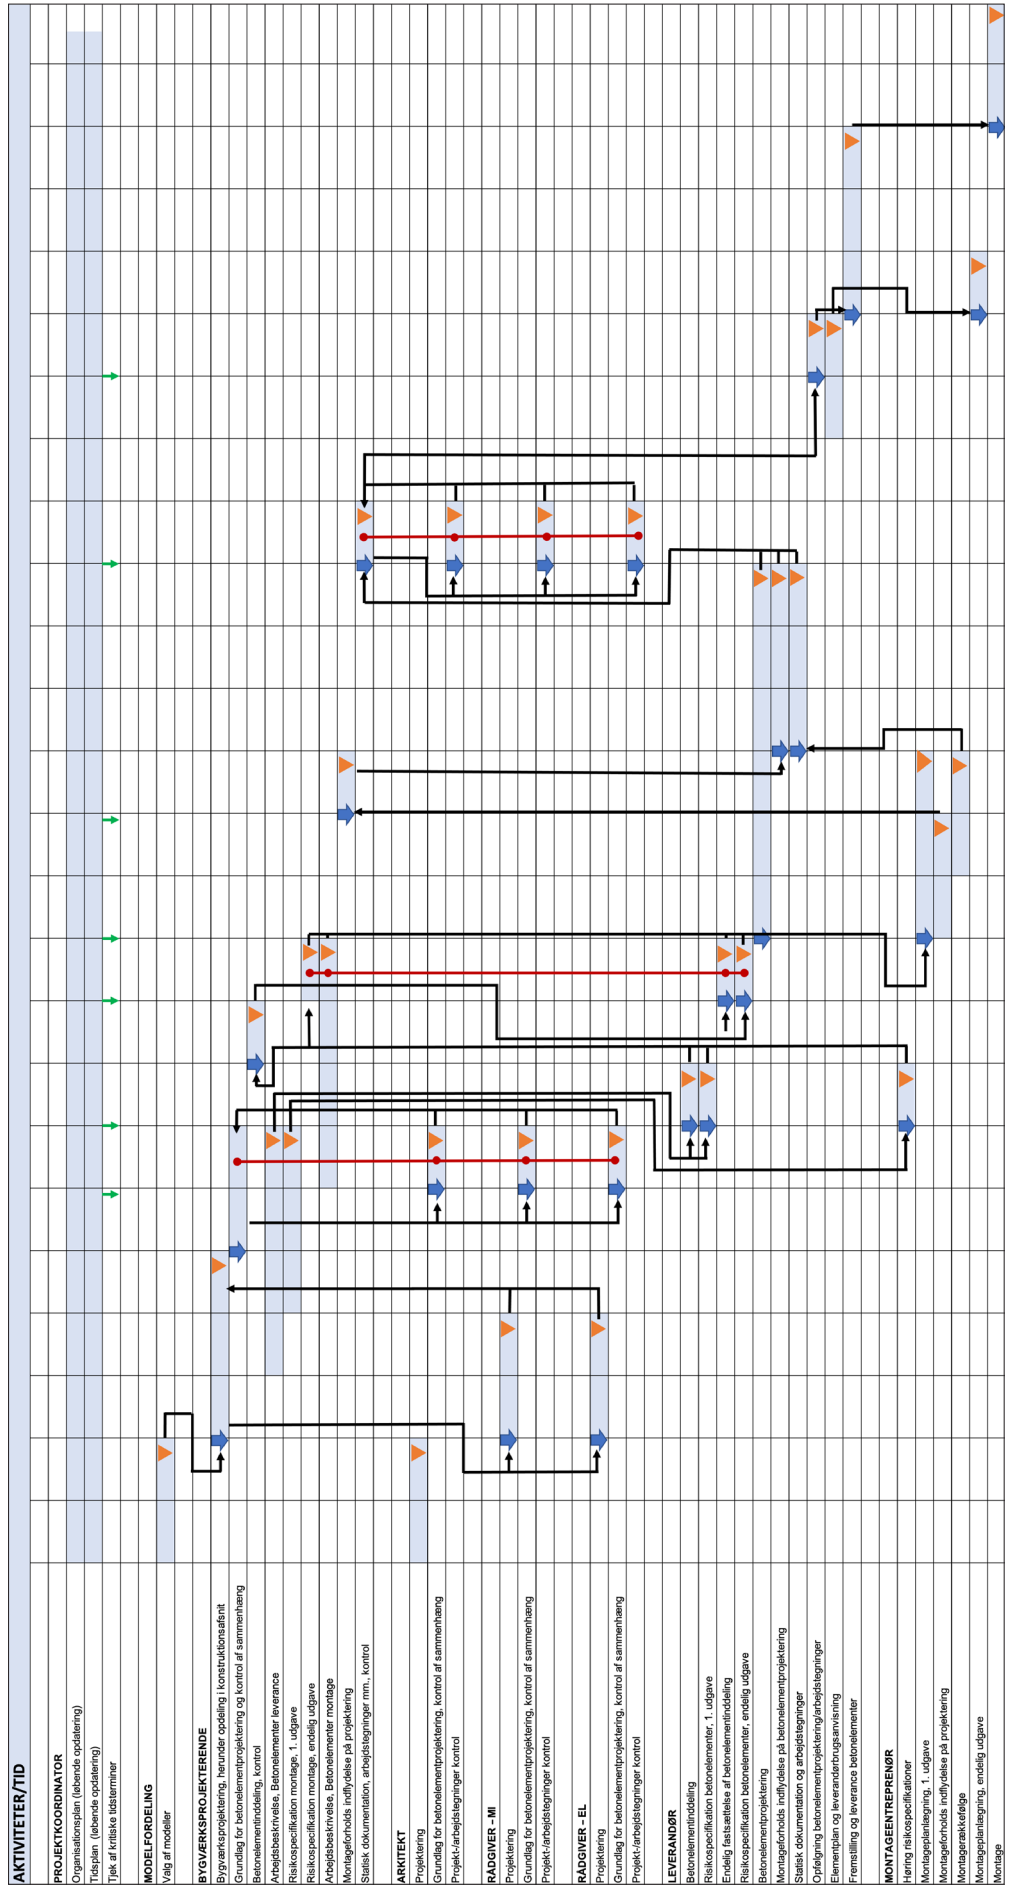 AKTIVITETER/TID
PROJEKTKOORDINATOR
Organisationsplan (løbende opdatering)
Tidsplan (løbende opdatering)
Tjek af kritiske tidsterminer
MODELFORDELING
Valg af modeller
BYGVÆRKSPROJEKTERENDE
Bygværksprojektering, herunder opdeling i konstruktionsafsnit
Grundlag for betonelementprojektering og kontrol af sammenhæng
Betonelementinddeling, kontrol
Arbejdsbeskrivelse, Betonelementer leverance
Risikospecifikation montage, 1. udgave
Risikospecifikation montage, endelig udgave
Arbejdsbeskrivelse, Betonelementer montage
Montageforholds indflydelse på projektering
Statisk dokumentation, arbejdstegninger mm., kontrol
ARKITEKT
Projektering
Grundlag for betonelementprojektering, kontrol af sammenhæng
Projekt-/arbejdstegninger kontrol
RÅDGIVER – MI
Projektering
Grundlag for betonelementprojektering, kontrol af sammenhæng
Projekt-/arbejdstegninger kontrol
RÅDGIVER – EL
Projektering
Grundlag for betonelementprojektering, kontrol af sammenhæng
Projekt-/arbejdstegninger kontrol
LEVERANDØR
Betonelementinddeling
Risikospecifikation betonelementer, 1. udgave
Endelig fastsættelse af betonelementinddeling
Risikospecifikation betonelementer, endelig udgave
Betonelementprojektering
Montageforholds indflydelse på betonelementprojektering
Statisk dokumentation og arbejdstegninger
Opfølgning betonelementprojektering/arbejdstegninger
Elementplan og leverandørbrugsanvisning
Fremstilling og leverance betonelementer
MONTAGEENTREPRENØR
Høring risikospecifikationer
Montageplanlægning, 1. udgave
Montageforholds indflydelse på projektering
Montagerækkefølge
Montageplanlægning, endelig udgave
Montage